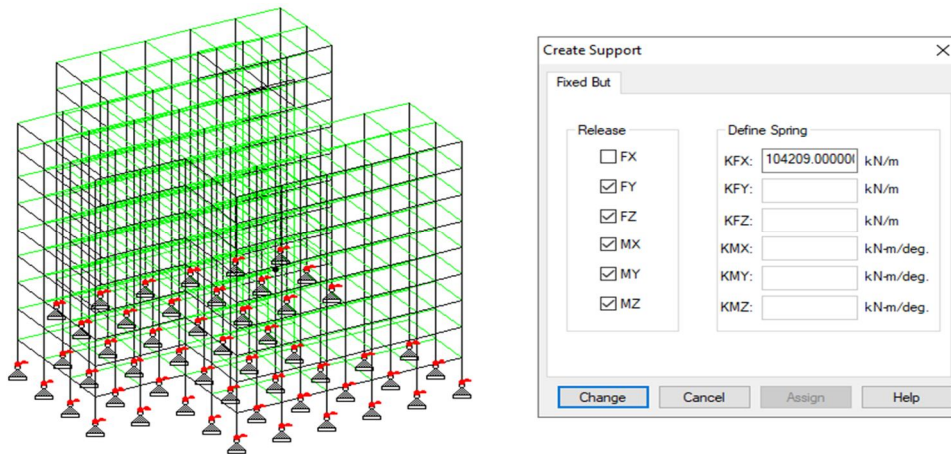 Create Support
Fixed But
Release
FX
FY
FZ
MX
MY
MZ
Define Spring
KFX: 104209.000000 kN/m
KFY: kN/m
KFZ: kN/m
KMX: kN-m/deg.
KMY: kN-m/deg.
KMZ: kN-m/deg.
Change Cancel Assign Help